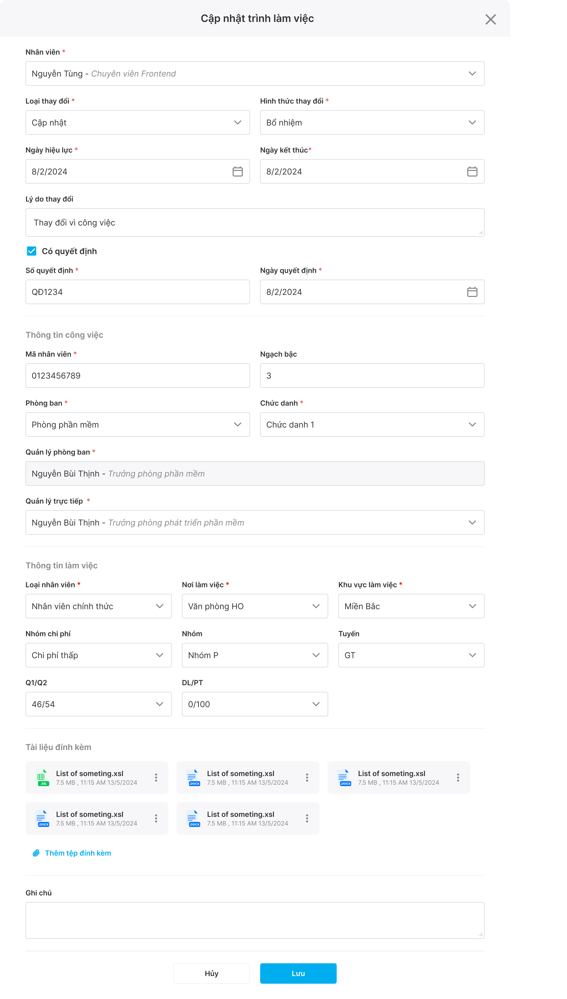 Cập nhật trình làm việc
Nhân viên *
Nguyễn Tùng - Chuyên viên Frontend
Loại thay đổi * Hình thức thay đổi *
Cập nhật Bổ nhiệm
Ngày hiệu lực * Ngày kết thúc*
8/2/2024 8/2/2024
Lý do thay đổi
Thay đổi vì công việc
Có quyết định
Số quyết định * Ngày quyết định *
QĐ1234 8/2/2024
Thông tin công việc
Mã nhân viên * Ngạch bậc
0123456789 3
Phòng ban * Chức danh *
Phòng phần mềm Chức danh 1
Quản lý phòng ban *
Nguyễn Bùi Thịnh - Trưởng phòng phần mềm
Quản lý trực tiếp *
Nguyễn Bùi Thịnh - Trưởng phòng phát triển phần mềm
Thông tin làm việc
Loại nhân viên * Nơi làm việc * Khu vực làm việc *
Nhân viên chính thức Văn phòng HO Miền Bắc
Nhóm chi phí Nhóm Tuyến
Chi phí thấp Nhóm P GT
Q1/Q2 DL/PT
46/54 0/100
Tài liệu đính kèm
List of someting.xsl List of someting.xsl List of someting.xsl
7.5 MB , 11:15 AM 13/5/2024 7.5 MB , 11:15 AM 13/5/2024 7.5 MB , 11:15 AM 13/5/2024
.XSL .DOCX .DOCX
List of someting.xsl List of someting.xsl
7.5 MB , 11:15 AM 13/5/2024 7.5 MB , 11:15 AM 13/5/2024
.DOCX .DOCX
Thêm tệp đính kèm
Ghi chú
Hủy Lưu